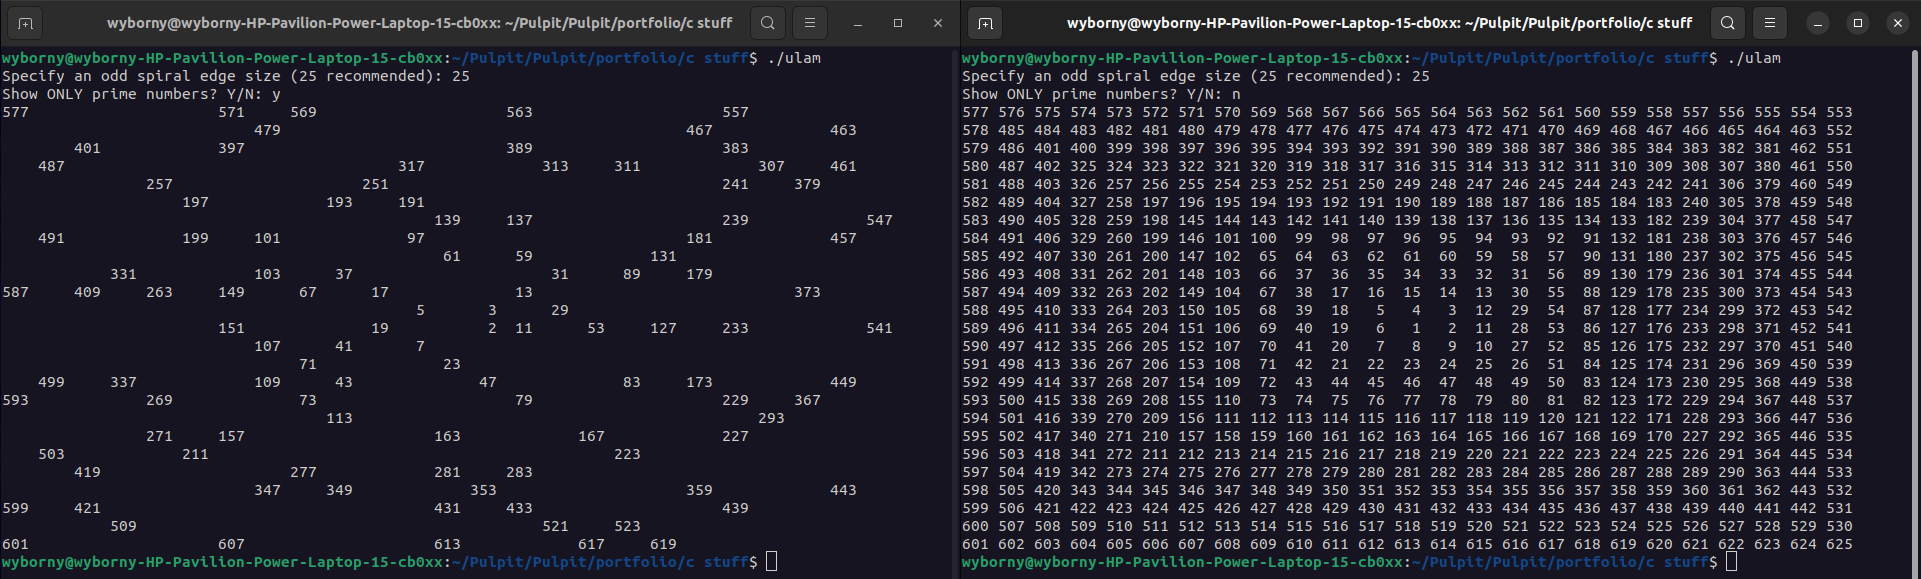 wyborny@wyborny-HP-Pavilion-Power-Laptop-15-cb0xx: ~/Pulpit/Pulpit/portfolio/c stuff
wyborny@wyborny-HP-Pavilion-Power-Laptop-15-cb0xx:~/Pulpit/Pulpit/portfolio/c stuff$ ./ulam
Specify an odd spiral edge size (25 recommended): 25
Show ONLY prime numbers? Y/N: y
577 571 569 563 557
479 467 463
401 397 389 383
487 317 313 311 307 461
257 251 241 379
197 193 191
139 137 239 547
491 199 101 97 181 457
61 59 131
331 103 37 31 89 179
587 409 263 149 67 17 13 373
5 3 29
151 19 2 11 53 127 233 541
107 41 7
71 23
499 337 109 43 47 83 173 449
593 269 73 79 229 367
113 293
271 157 163 167 227
503 211 223
419 277 281 283
347 349 353 359 443
599 421 431 433 439
509 521 523
601 607 613 617 619
wyborny@wyborny-HP-Pavilion-Power-Laptop-15-cb0xx:~/Pulpit/Pulpit/portfolio/c stuff$
wyborny@wyborny-HP-Pavilion-Power-Laptop-15-cb0xx: ~/Pulpit/Pulpit/portfolio/c stuff
wyborny@wyborny-HP-Pavilion-Power-Laptop-15-cb0xx:~/Pulpit/Pulpit/portfolio/c stuff$ ./ulam
Specify an odd spiral edge size (25 recommended): 25
Show ONLY prime numbers? Y/N: n
577 576 575 574 573 572 571 570 569 568 567 566 565 564 563 562 561 560 559 558 557 556 555 554 553
578 485 484 483 482 481 480 479 478 477 476 475 474 473 472 471 470 469 468 467 466 465 464 463 552
579 486 401 400 399 398 397 396 395 394 393 392 391 390 389 388 387 386 385 384 383 382 381 462 551
580 487 402 325 324 323 322 321 320 319 318 317 316 315 314 313 312 311 310 309 308 307 380 461 550
581 488 403 326 257 256 255 254 253 252 251 250 249 248 247 246 245 244 243 242 241 306 379 460 549
582 489 404 327 258 197 196 195 194 193 192 191 190 189 188 187 186 185 184 183 240 305 378 459 548
583 490 405 328 259 198 145 144 143 142 141 140 139 138 137 136 135 134 133 182 239 304 377 458 547
584 491 406 329 260 199 146 101 100 99 98 97 96 95 94 93 92 91 132 181 238 303 376 457 546
585 492 407 330 261 200 147 102 65 64 63 62 61 60 59 58 57 90 131 180 237 302 375 456 545
586 493 408 331 262 201 148 103 66 37 36 35 34 33 32 31 56 89 130 179 236 301 374 455 544
587 494 409 332 263 202 149 104 67 38 17 16 15 14 13 30 55 88 129 178 235 300 373 454 543
588 495 410 333 264 203 150 105 68 39 18 5 4 3 12 29 54 87 128 177 234 299 372 453 542
589 496 411 334 265 204 151 106 69 40 19 6 1 2 11 28 53 86 127 176 233 298 371 452 541
590 497 412 335 266 205 152 107 70 41 20 7 8 9 10 27 52 85 126 175 232 297 370 451 540
591 498 413 336 267 206 153 108 71 42 21 22 23 24 25 26 51 84 125 174 231 296 369 450 539
592 499 414 337 268 207 154 109 72 43 44 45 46 47 48 49 50 83 124 173 230 295 368 449 538
593 500 415 338 269 208 155 110 73 74 75 76 77 78 79 80 81 82 123 172 229 294 367 448 537
594 501 416 339 270 209 156 111 112 113 114 115 116 117 118 119 120 121 122 171 228 293 366 447 536
595 502 417 340 271 210 157 158 159 160 161 162 163 164 165 166 167 168 169 170 227 292 365 446 535
596 503 418 341 272 211 212 213 214 215 216 217 218 219 220 221 222 223 224 225 226 291 364 445 534
597 504 419 342 273 274 275 276 277 278 279 280 281 282 283 284 285 286 287 288 289 290 363 444 533
598 505 420 343 344 345 346 347 348 349 350 351 352 353 354 355 356 357 358 359 360 361 362 443 532
599 506 421 422 423 424 425 426 427 428 429 430 431 432 433 434 435 436 437 438 439 440 441 442 531
600 507 508 509 510 511 512 513 514 515 516 517 518 519 520 521 522 523 524 525 526 527 528 529 530
601 602 603 604 605 606 607 608 609 610 611 612 613 614 615 616 617 618 619 620 621 622 623 624 625
wyborny@wyborny-HP-Pavilion-Power-Laptop-15-cb0xx:~/Pulpit/Pulpit/portfolio/c stuff$